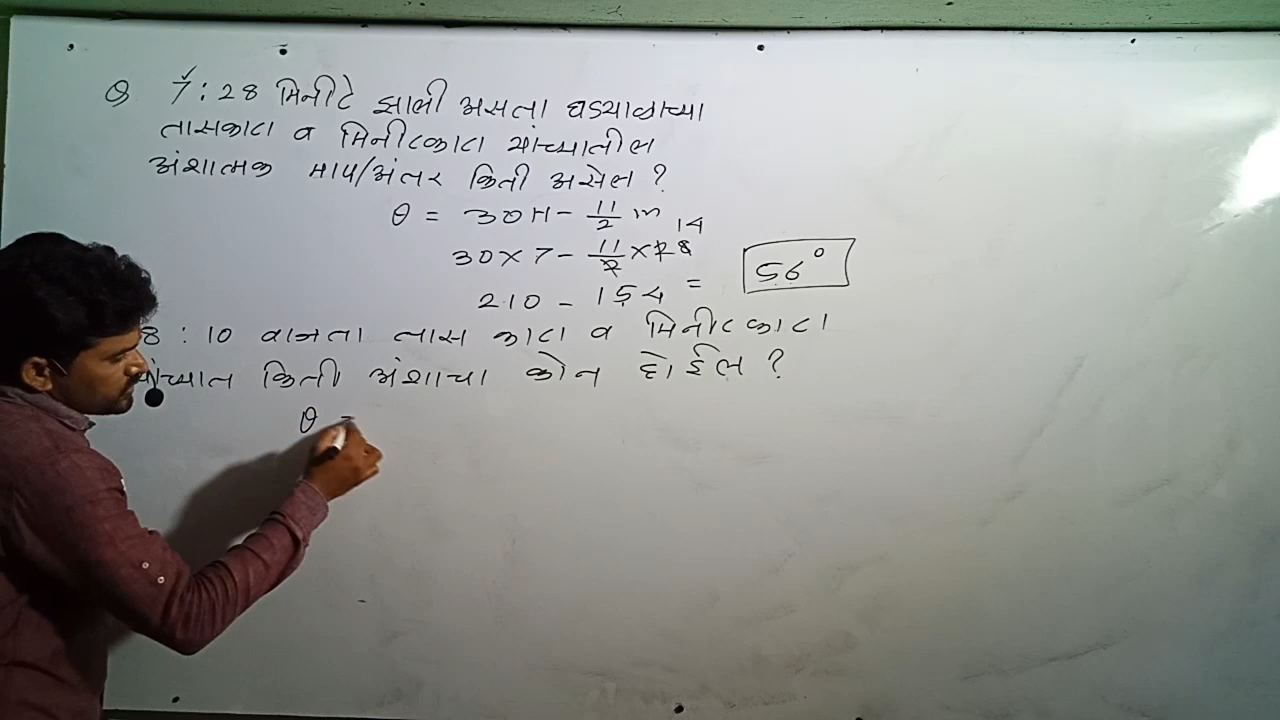 Q 7 : 28 मिनीटे झाली असता घड्याळाच्या
तासकाटा व मिनीटकाटा यांच्यातील
अंशात्मक माप/अंतर किती असेल ?
θ = 30H - 11/2 m
30 × 7 - 11/2 × 28 14
210 - 154 = 56°
8 : 10 वाजता तास काटा व मिनीटकाटा
यांच्यात किती अंशाचा कोन होईल ?
θ =